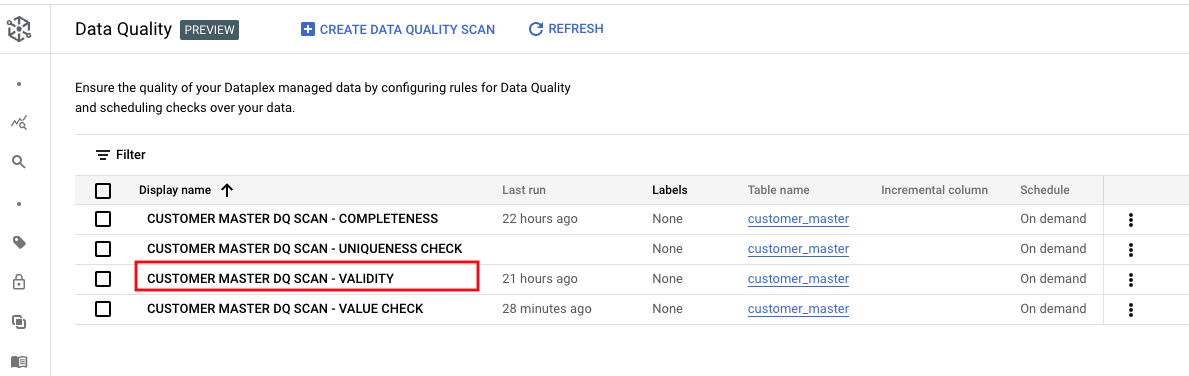 Data Quality PREVIEW CREATE DATA QUALITY SCAN REFRESH
Ensure the quality of your Dataplex managed data by configuring rules for Data Quality
and scheduling checks over your data.
Filter
Display name Last run Labels Table name Incremental column Schedule
CUSTOMER MASTER DQ SCAN - COMPLETENESS 22 hours ago None customer_master On demand
CUSTOMER MASTER DQ SCAN - UNIQUENESS CHECK None customer_master On demand
CUSTOMER MASTER DQ SCAN - VALIDITY 21 hours ago None customer_master On demand
CUSTOMER MASTER DQ SCAN - VALUE CHECK 28 minutes ago None customer_master On demand